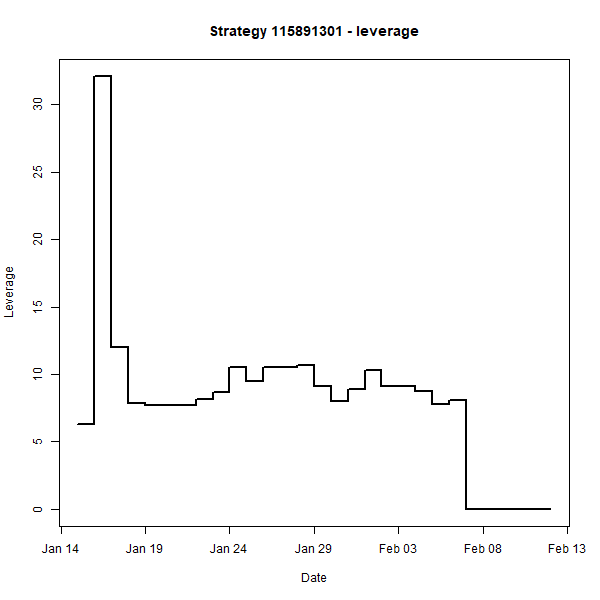 Strategy 115891301 - leverage
Leverage
30
25
20
15
10
5
0
Jan 14
Jan 19
Jan 24
Jan 29
Feb 03
Feb 08
Feb 13
Date